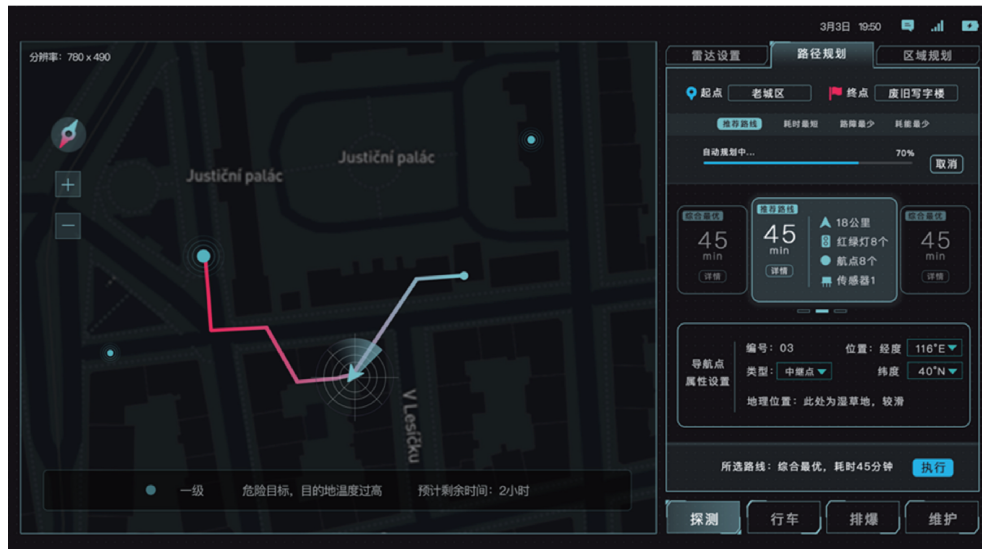 3月3日 19:50
分辨率: 780 x 490
雷达设置 路径规划 区域规划
起点 老城区 终点 废旧写字楼
推荐路线 耗时最短 路障最少 耗能最少
自动规划中... 70%
取消
Justiční palác
Justiční palác
综合最优
45
min
详情
推荐路线
45
min
详情
18公里
红绿灯8个
航点8个
传感器1
综合最优
45
min
详情
导航点
属性设置
编号: 03 位置: 经度 116°E
类型: 中继点 纬度 40°N
地理位置: 此处为湿草地, 较滑
V Lesíčku
一级 危险目标, 目的地温度过高 预计剩余时间: 2小时
所选路线: 综合最优, 耗时45分钟 执行
探测 行车 排爆 维护